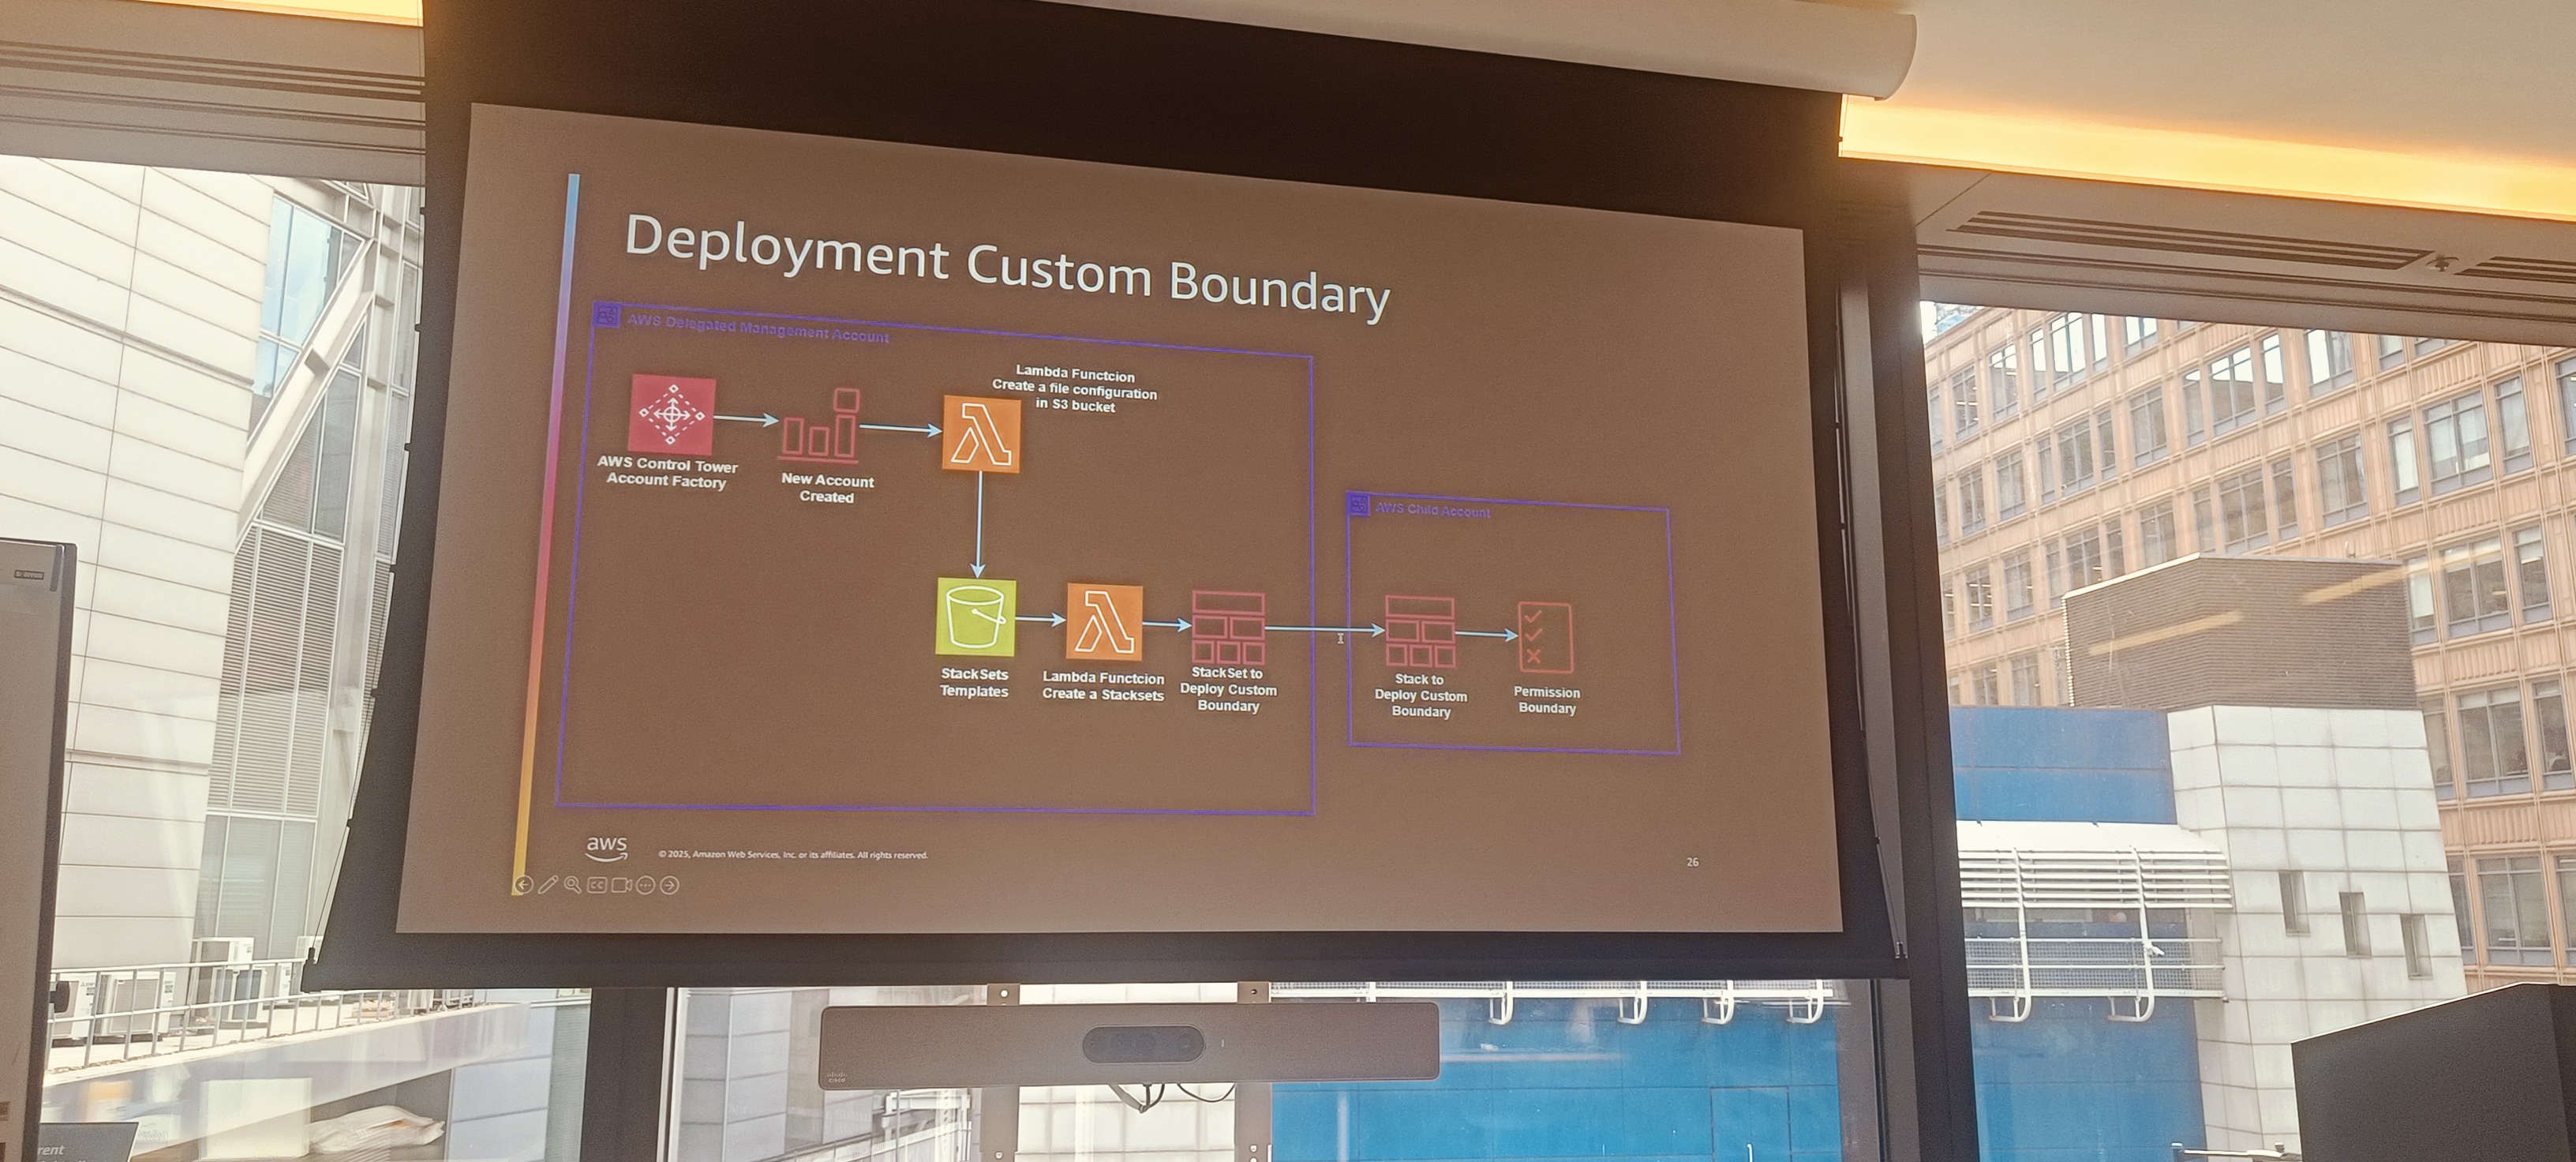 Deployment Custom Boundary
AWS Delegated Management Account
Lambda Functcion
Create a file configuration
in S3 bucket
AWS Control Tower
Account Factory
New Account
Created
AWS Child Account
StackSets
Templates
Lambda Functcion
Create a Stacksets
StackSet to
Deploy Custom
Boundary
Stack to
Deploy Custom
Boundary
Permission
Boundary
aws
© 2025, Amazon Web Services, Inc. or its affiliates. All rights reserved.
26
CC
CISCO
rent